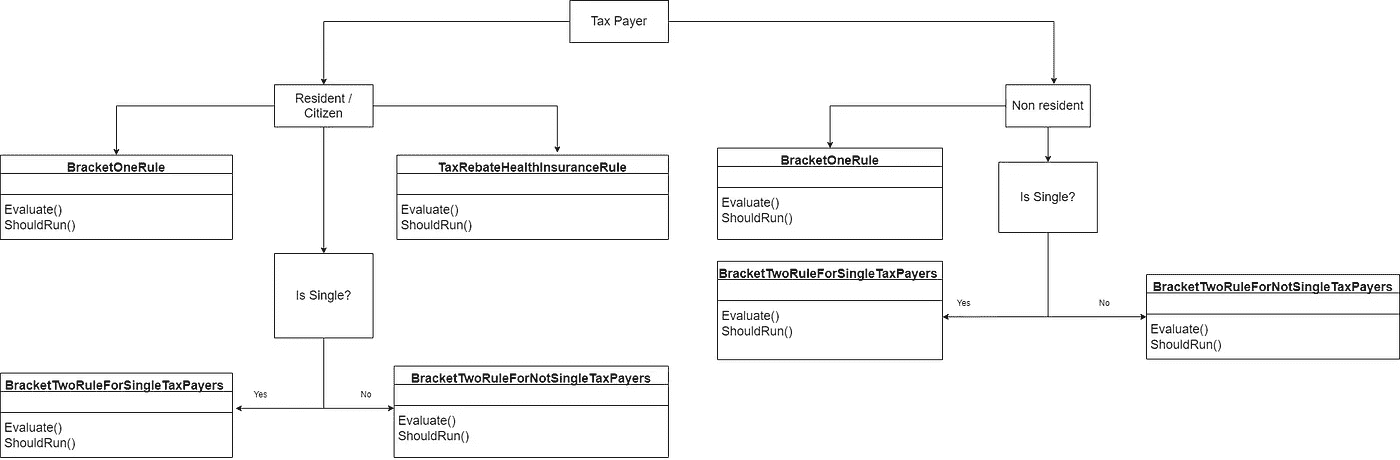 Tax Payer
Resident /
Citizen
Non resident
BracketOneRule
Evaluate()
ShouldRun()
TaxRebateHealthInsuranceRule
Evaluate()
ShouldRun()
BracketOneRule
Evaluate()
ShouldRun()
Is Single?
Is Single?
BracketTwoRuleForSingleTaxPayers
Evaluate()
ShouldRun()
Yes
No
BracketTwoRuleForNotSingleTaxPayers
Evaluate()
ShouldRun()
BracketTwoRuleForSingleTaxPayers
Evaluate()
ShouldRun()
Yes
No
BracketTwoRuleForNotSingleTaxPayers
Evaluate()
ShouldRun()